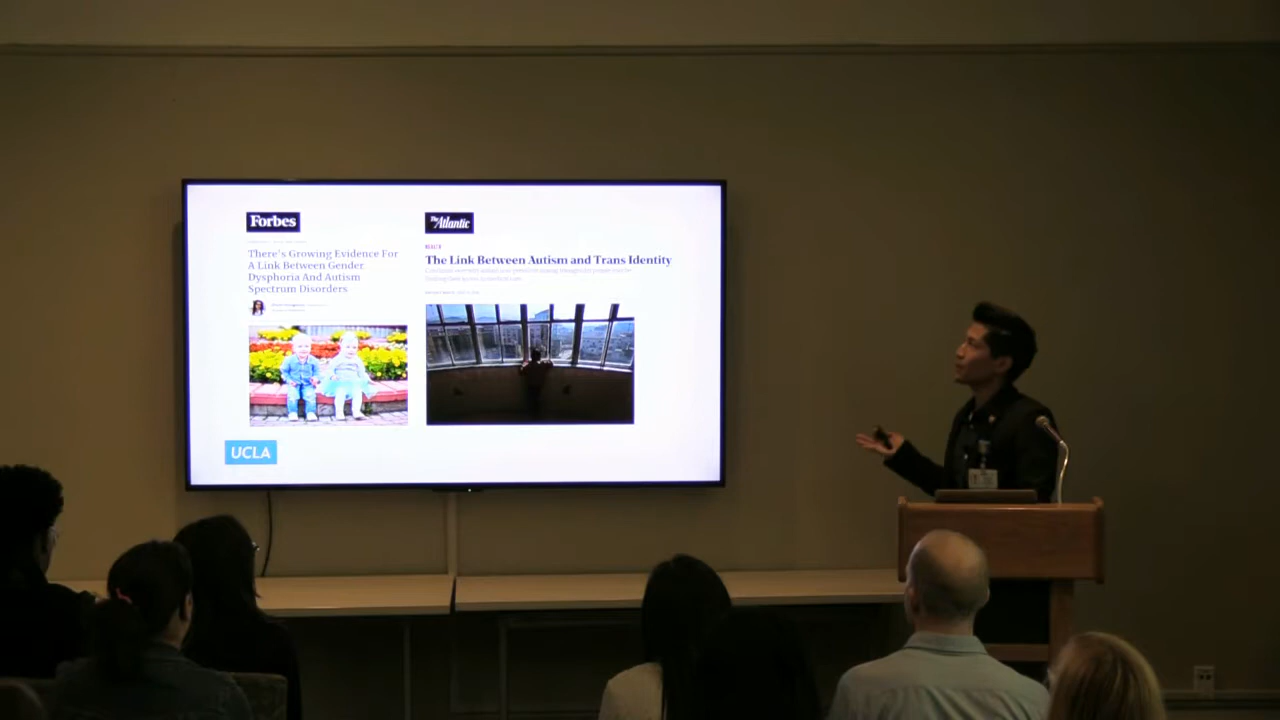 Forbes
There's Growing Evidence For
A Link Between Gender
Dysphoria And Autism
Spectrum Disorders
The Atlantic
The Link Between Autism and Trans Identity
UCLA